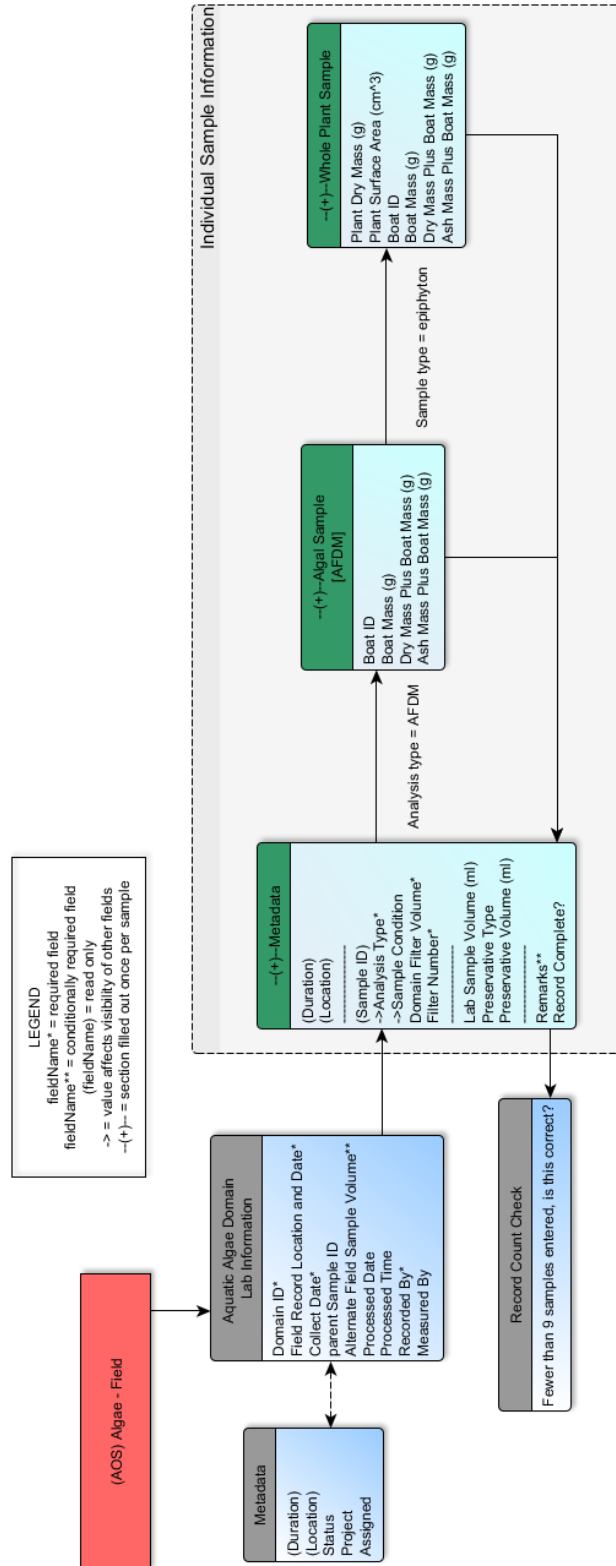 LEGEND
fieldName* = required field
fieldName** = conditionally required field
(fieldName) = read only
-> = value affects visibility of other fields
--(+)-- = section filled out once per sample
(AOS) Algae - Field
Metadata
(Duration)
(Location)
Status
Project
Assigned
Aquatic Algae Domain
Lab Information
Domain ID*
Field Record Location and Date*
Collect Date*
parent Sample ID
Alternate Field Sample Volume**
Processed Date
Processed Time
Recorded By*
Measured By
Record Count Check
Fewer than 9 samples entered, is this correct?
Individual Sample Information
--(+)--Metadata
(Duration)
(Location)
--------------------
(Sample ID)
->Analysis Type*
->Sample Condition
Domain Filter Volume*
Filter Number*
--------------------
Lab Sample Volume (ml)
Preservative Type
Preservative Volume (ml)
--------------------
Remarks**
Record Complete?
Analysis type = AFDM
--(+)--Algal Sample
[AFDM]
Boat ID
Boat Mass (g)
Dry Mass Plus Boat Mass (g)
Ash Mass Plus Boat Mass (g)
Sample type = epiphyton
--(+)--Whole Plant Sample
Plant Dry Mass (g)
Plant Surface Area (cm^3)
Boat ID
Boat Mass (g)
Dry Mass Plus Boat Mass (g)
Ash Mass Plus Boat Mass (g)